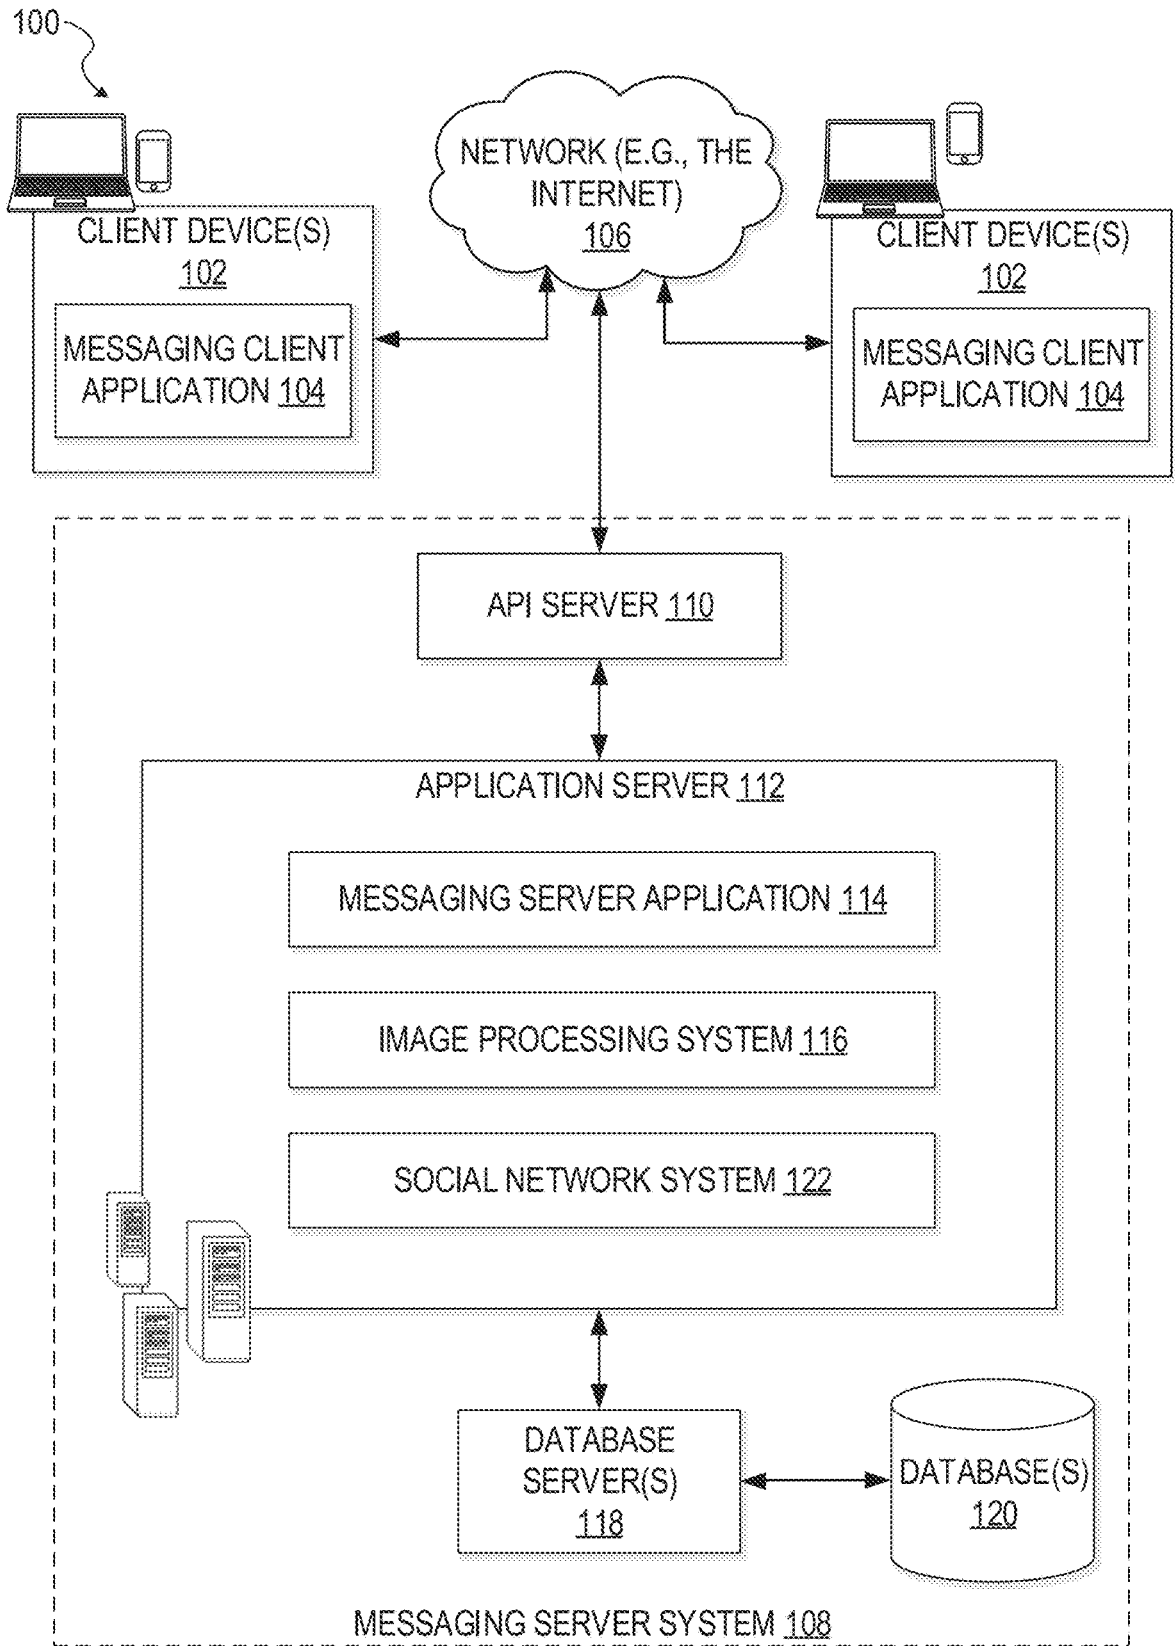 100
NETWORK (E.G., THE
INTERNET)
106
CLIENT DEVICE(S)
102
MESSAGING CLIENT
APPLICATION 104
CLIENT DEVICE(S)
102
MESSAGING CLIENT
APPLICATION 104
API SERVER 110
APPLICATION SERVER 112
MESSAGING SERVER APPLICATION 114
IMAGE PROCESSING SYSTEM 116
SOCIAL NETWORK SYSTEM 122
DATABASE
SERVER(S)
118
DATABASE(S)
120
MESSAGING SERVER SYSTEM 108